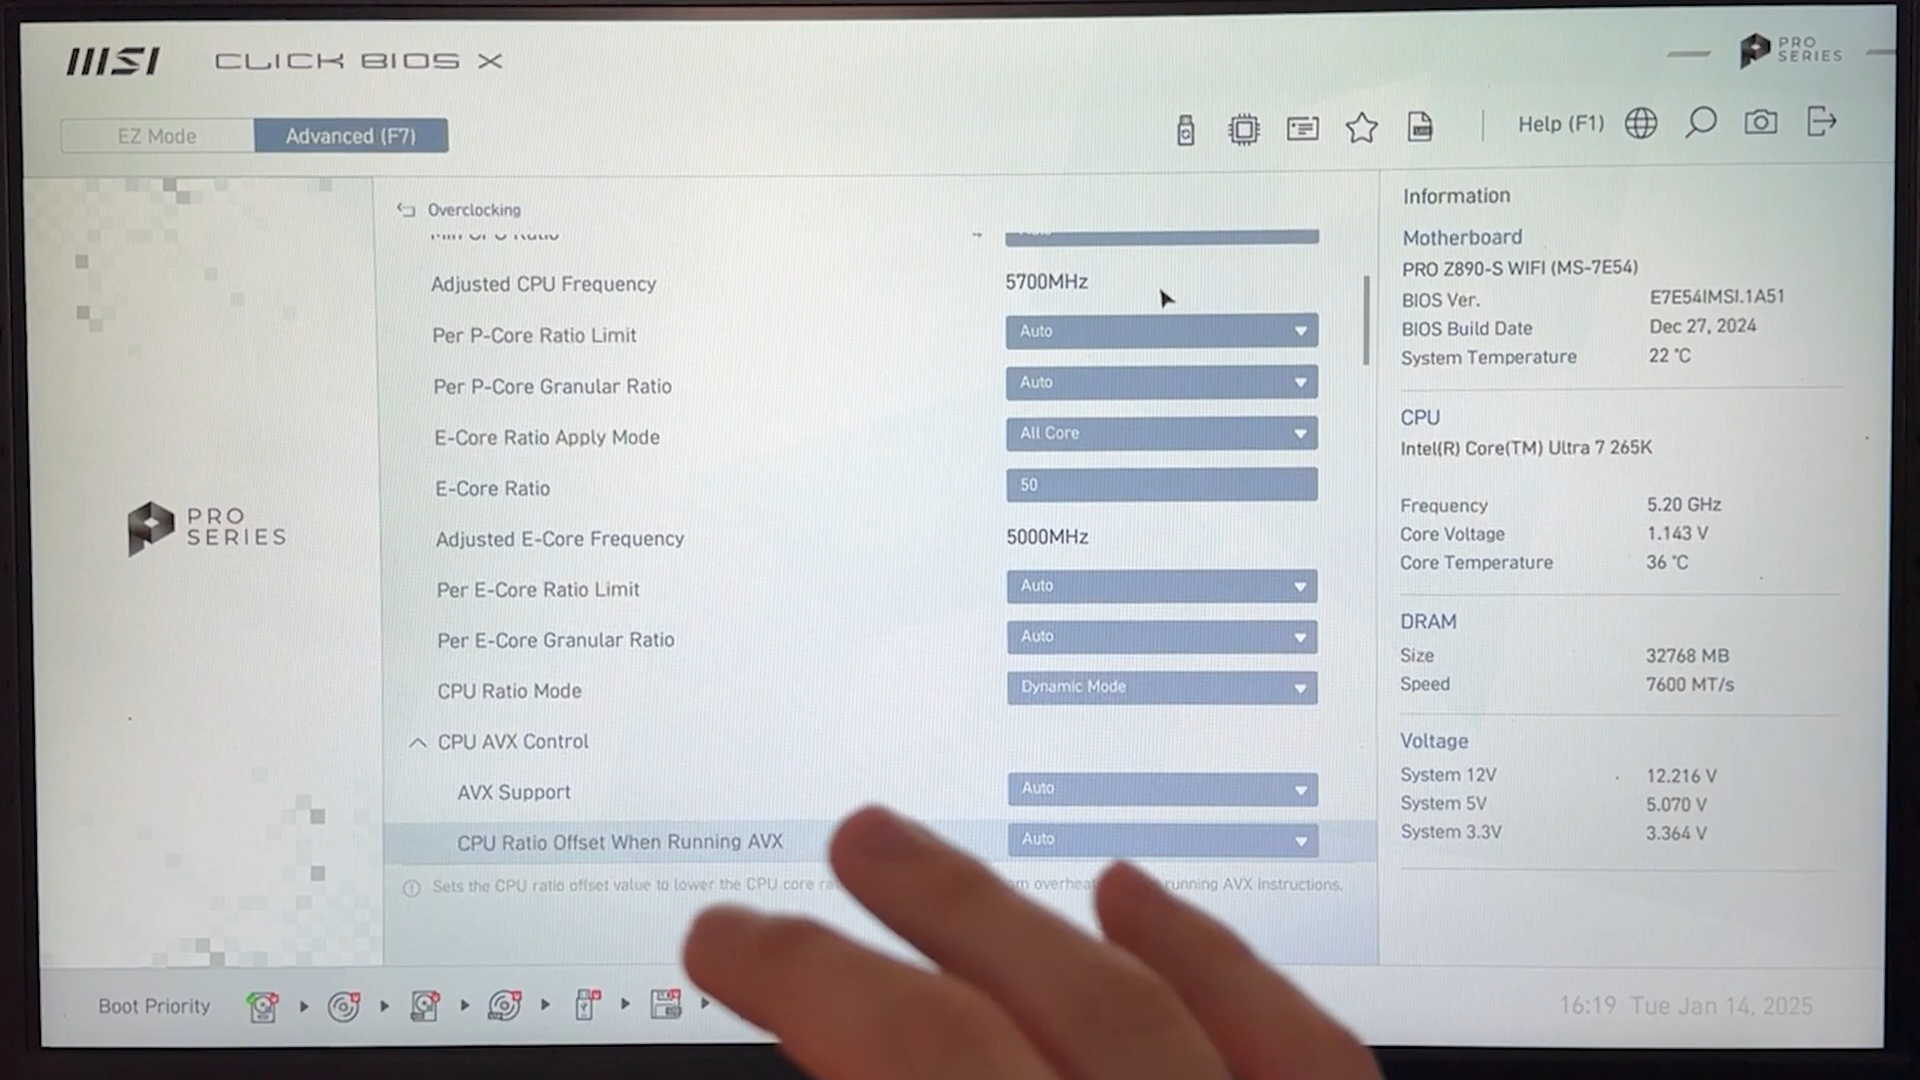 msi CLICK BIOS X
PRO SERIES
EZ Mode
Advanced (F7)
Help (F1)
Overclocking
Min CPU Ratio
Adjusted CPU Frequency 5700MHz
Per P-Core Ratio Limit Auto
Per P-Core Granular Ratio Auto
E-Core Ratio Apply Mode All Core
E-Core Ratio 50
Adjusted E-Core Frequency 5000MHz
Per E-Core Ratio Limit Auto
Per E-Core Granular Ratio Auto
CPU Ratio Mode Dynamic Mode
CPU AVX Control
AVX Support Auto
CPU Ratio Offset When Running AVX Auto
Sets the CPU ratio offset value to lower the CPU core running AVX instructions.
PRO
SERIES
Information
Motherboard
PRO Z890-S WIFI (MS-7E54)
BIOS Ver. E7E54IMSI.1A51
BIOS Build Date Dec 27, 2024
System Temperature 22 °C
CPU
Intel(R) Core(TM) Ultra 7 265K
Frequency 5.20 GHz
Core Voltage 1.143 V
Core Temperature 36 °C
DRAM
Size 32768 MB
Speed 7600 MT/s
Voltage
System 12V 12.216 V
System 5V 5.070 V
System 3.3V 3.364 V
Boot Priority
16:19 Tue Jan 14, 2025